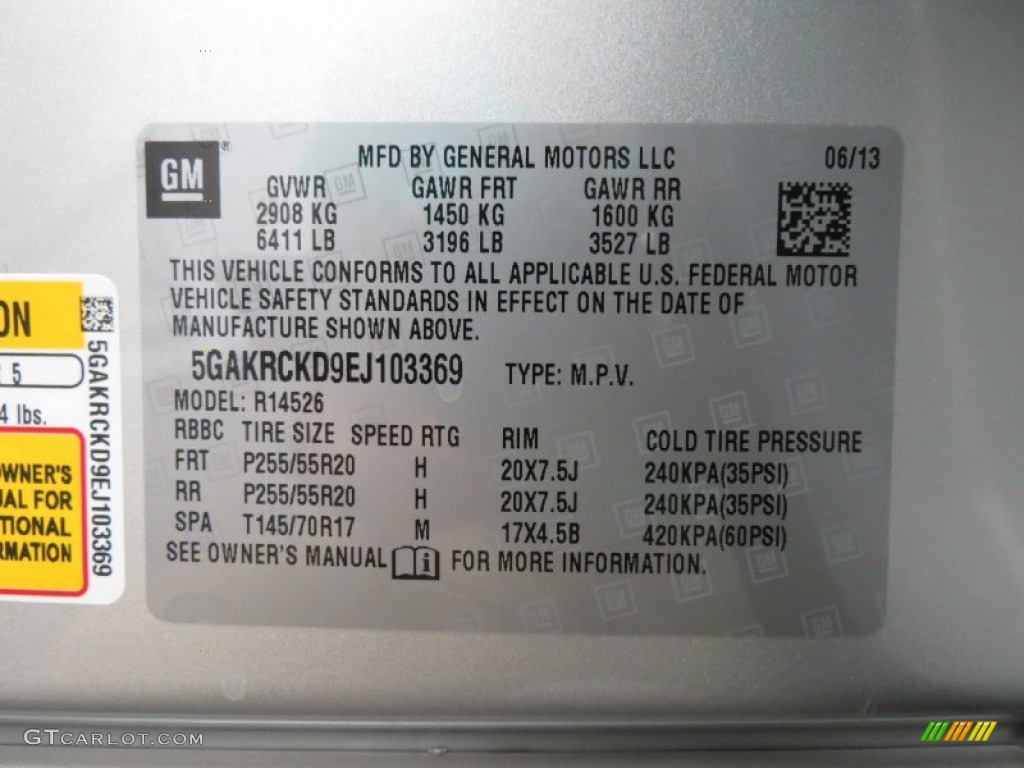 GM
MFD BY GENERAL MOTORS LLC 06/13
GVWR GAWR FRT GAWR RR
2908 KG 1450 KG 1600 KG
6411 LB 3196 LB 3527 LB
THIS VEHICLE CONFORMS TO ALL APPLICABLE U.S. FEDERAL MOTOR
VEHICLE SAFETY STANDARDS IN EFFECT ON THE DATE OF
MANUFACTURE SHOWN ABOVE.
5GAKRCKD9EJ103369 TYPE: M.P.V.
MODEL: R14526
RBBC TIRE SIZE SPEED RTG RIM COLD TIRE PRESSURE
FRT P255/55R20 H 20X7.5J 240KPA(35PSI)
RR P255/55R20 H 20X7.5J 240KPA(35PSI)
SPA T145/70R17 M 17X4.5B 420KPA(60PSI)
SEE OWNER'S MANUAL FOR MORE INFORMATION.
ON
5
4 lbs.
OWNER'S
UAL FOR
TIONAL
RMATION
5GAKRCKD9EJ103369
GTCARLOT.COM